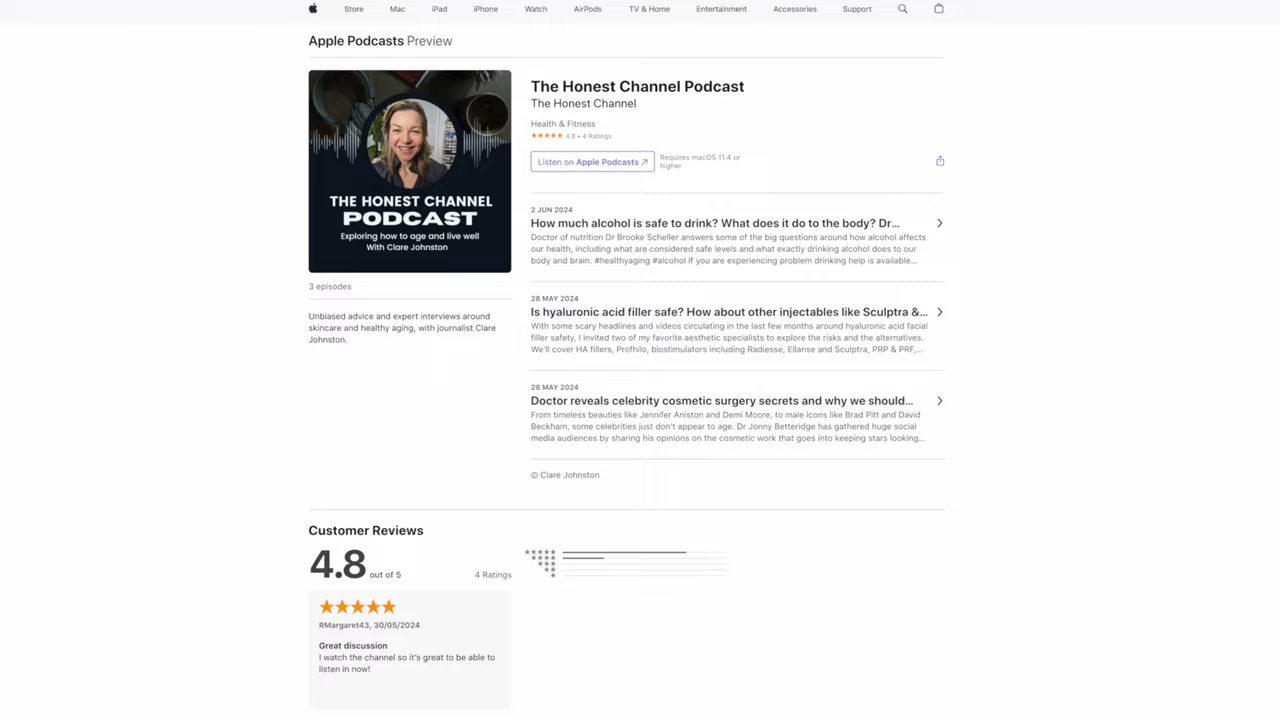 Store Mac iPad iPhone Watch AirPods TV & Home Entertainment Accessories Support
Apple Podcasts Preview
THE HONEST CHANNEL
PODCAST
Exploring how to age and live well
With Clare Johnston
3 episodes
Unbiased advice and expert interviews around
skincare and healthy aging, with journalist Clare
Johnston.
The Honest Channel Podcast
The Honest Channel
Health & Fitness
★★★★★ 4.8 • 4 Ratings
Listen on Apple Podcasts ↗
Requires macOS 11.4 or
higher
2 JUN 2024
How much alcohol is safe to drink? What does it do to the body? Dr...
Doctor of nutrition Dr Brooke Scheller answers some of the big questions around how alcohol affects
our health, including what are considered safe levels and.what exactly drinking alcohol does to our
body and brain. #healthyaging #alcohol If you are experiencing problem drinking help is available...
28 MAY 2024
Is hyaluronic acid filler safe? How about other injectables like Sculptra &...
With some scary headlines and videos circulating in the last few months around hyaluronic acid facial
filler safety, I invited two of my favorite aesthetic specialists to explore the risks and the alternatives.
We'll cover HA fillers, Profhilo, biostimulators including Radiesse, Ellanse and Sculptra, PRP & PRF,...
28 MAY 2024
Doctor reveals celebrity cosmetic surgery secrets and why we should...
From timeless beauties like Jennifer Aniston and Demi Moore, to male icons like Brad Pitt and David
Beckham, some celebrities just don't appear to age. Dr Jonny Betteridge has gathered huge social
media audiences by sharing his opinions on the cosmetic work that goes into keeping stars looking...
© Clare Johnston
Customer Reviews
4.8 out of 5
4 Ratings
★★★★★
RMargaret43, 30/05/2024
Great discussion
I watch the channel so it's great to be able to
listen in now!